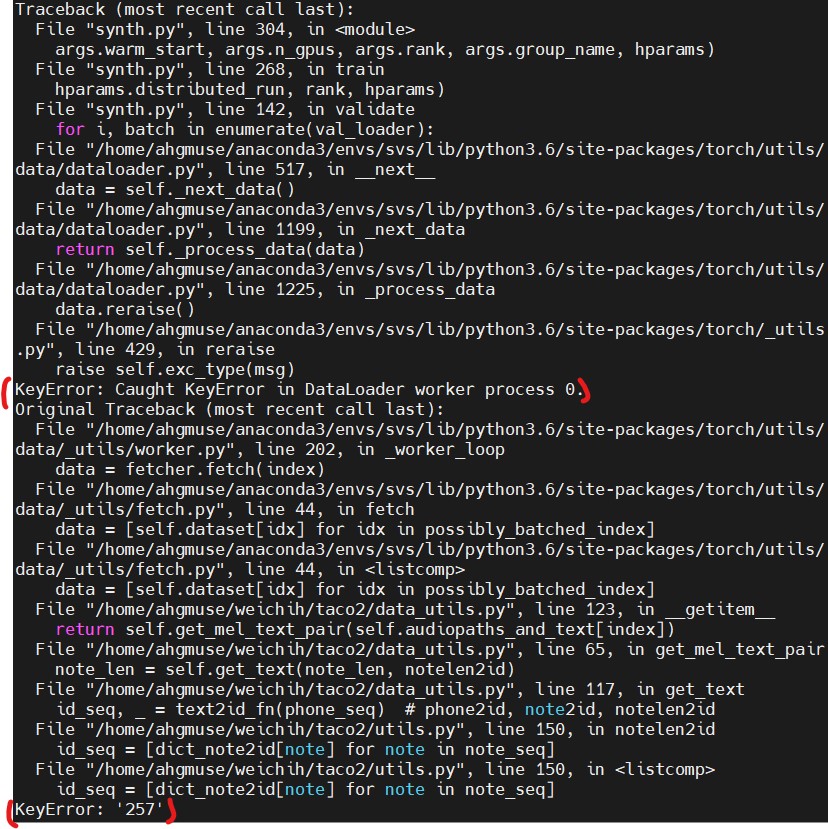 Traceback (most recent call last):
  File "synth.py", line 304, in <module>
    args.warm_start, args.n_gpus, args.rank, args.group_name, hparams)
  File "synth.py", line 268, in train
    hparams.distributed_run, rank, hparams)
  File "synth.py", line 142, in validate
    for i, batch in enumerate(val_loader):
  File "/home/ahgmuse/anaconda3/envs/svs/lib/python3.6/site-packages/torch/utils/
data/dataloader.py", line 517, in __next__
    data = self._next_data()
  File "/home/ahgmuse/anaconda3/envs/svs/lib/python3.6/site-packages/torch/utils/
data/dataloader.py", line 1199, in _next_data
    return self._process_data(data)
  File "/home/ahgmuse/anaconda3/envs/svs/lib/python3.6/site-packages/torch/utils/
data/dataloader.py", line 1225, in _process_data
    data.reraise()
  File "/home/ahgmuse/anaconda3/envs/svs/lib/python3.6/site-packages/torch/_utils
.py", line 429, in reraise
    raise self.exc_type(msg)
KeyError: Caught KeyError in DataLoader worker process 0.
Original Traceback (most recent call last):
  File "/home/ahgmuse/anaconda3/envs/svs/lib/python3.6/site-packages/torch/utils/
data/_utils/worker.py", line 202, in _worker_loop
    data = fetcher.fetch(index)
  File "/home/ahgmuse/anaconda3/envs/svs/lib/python3.6/site-packages/torch/utils/
data/_utils/fetch.py", line 44, in fetch
    data = [self.dataset[idx] for idx in possibly_batched_index]
  File "/home/ahgmuse/anaconda3/envs/svs/lib/python3.6/site-packages/torch/utils/
data/_utils/fetch.py", line 44, in <listcomp>
    data = [self.dataset[idx] for idx in possibly_batched_index]
  File "/home/ahgmuse/weichih/taco2/data_utils.py", line 123, in __getitem__
    return self.get_mel_text_pair(self.audiopaths_and_text[index])
  File "/home/ahgmuse/weichih/taco2/data_utils.py", line 65, in get_mel_text_pair
    note_len = self.get_text(note_len, notelen2id)
  File "/home/ahgmuse/weichih/taco2/data_utils.py", line 117, in get_text
    id_seq, _ = text2id_fn(phone_seq)  # phone2id, note2id, notelen2id
  File "/home/ahgmuse/weichih/taco2/utils.py", line 150, in notelen2id
    id_seq = [dict_note2id[note] for note in note_seq]
  File "/home/ahgmuse/weichih/taco2/utils.py", line 150, in <listcomp>
    id_seq = [dict_note2id[note] for note in note_seq]
KeyError: '257'